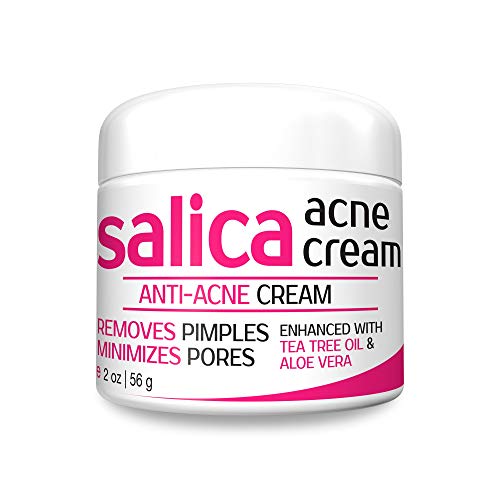 salica acne
cream
ANTI-ACNE CREAM
REMOVES PIMPLES
MINIMIZES PORES
ENHANCED WITH
TEA TREE OIL &
ALOE VERA
e 2 oz | 56 g